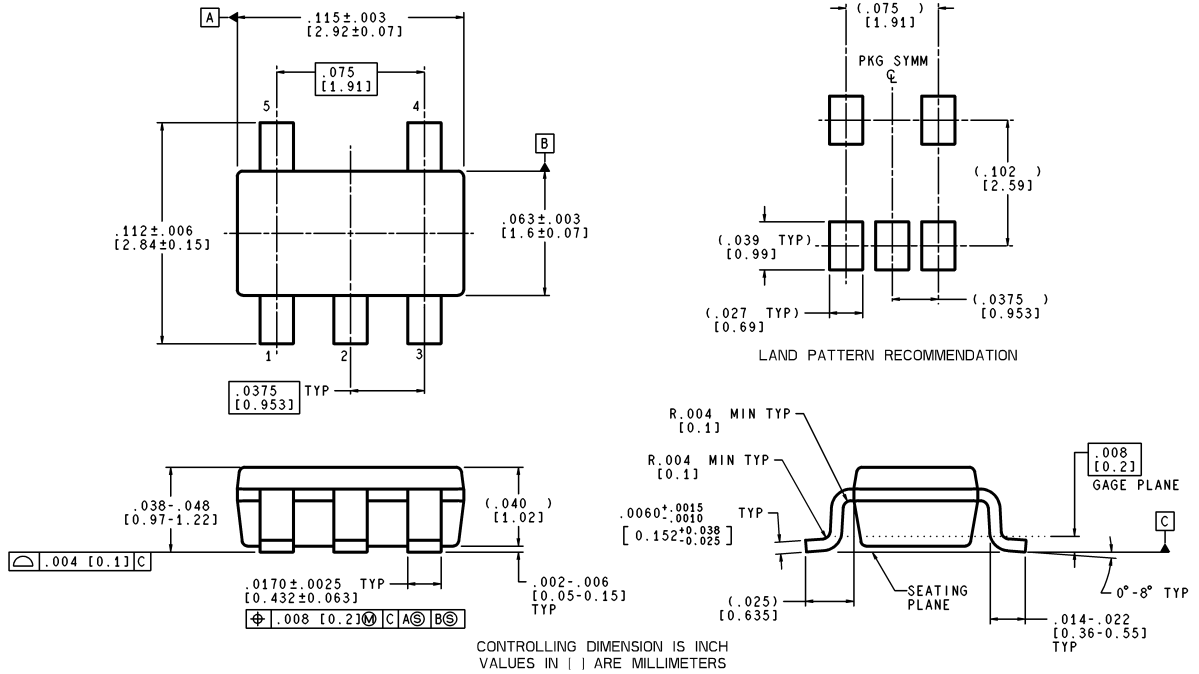 A
.115±.003
[2.92±0.07]
.075
[1.91]
5
4
B
.112±.006
[2.84±0.15]
.063±.003
[1.6±0.07]
1
2
3
.0375 TYP
[0.953]
(.075 )
[1.91]
PKG SYMM
℄
(.102 )
[2.59]
(.039 TYP)
[0.99]
(.027 TYP)
[0.69]
(.0375 )
[0.953]
LAND PATTERN RECOMMENDATION
.038-.048
[0.97-1.22]
(.040 )
[1.02]
⌓ .004 [0.1] C
.0170±.0025 TYP
[0.432±0.063]
⌖ .008 [0.2]Ⓜ C AⓈ BⓈ
.002-.006
[0.05-0.15]
TYP
R.004 MIN TYP
[0.1]
R.004 MIN TYP
[0.1]
.0060+.0015 -.0010 TYP
[0.152+0.038 -0.025]
.008
[0.2]
GAGE PLANE
C
SEATING
PLANE
(.025)
[0.635]
0°-8° TYP
.014-.022
[0.36-0.55]
TYP
CONTROLLING DIMENSION IS INCH
VALUES IN [ ] ARE MILLIMETERS